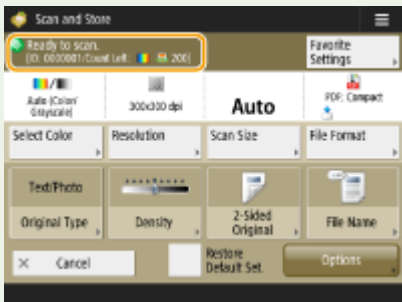 Scan and Store
Ready to scan.
[ID: 0000001/Count Left: 200]
Favorite
Settings
Auto (Color/
Grayscale)
300x300 dpi
Auto
PDF: Compact
Select Color
Resolution
Scan Size
File Format
Text/Photo
Original Type
Density
2-Sided
Original
File Name
Cancel
Restore
Default Set.
Options